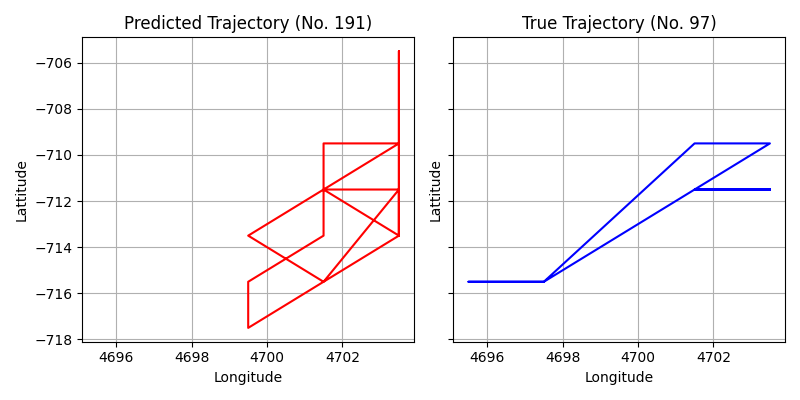 Predicted Trajectory (No. 191)
True Trajectory (No. 97)
−706
−708
−710
−712
−714
−716
−718
Lattitude
Lattitude
4696
4698
4700
4702
4696
4698
4700
4702
Longitude
Longitude